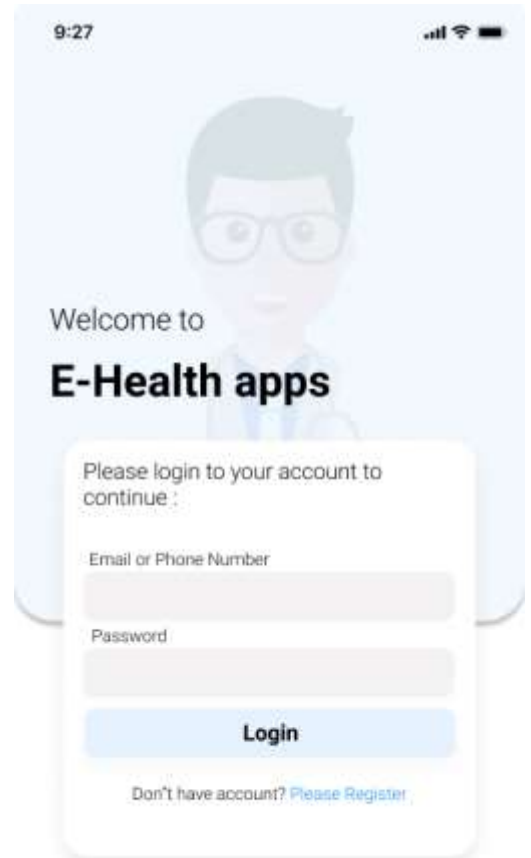 9:27
Welcome to
E-Health apps
Please login to your account to
continue :
Email or Phone Number
Password
Login
Don"t have account? Please Register